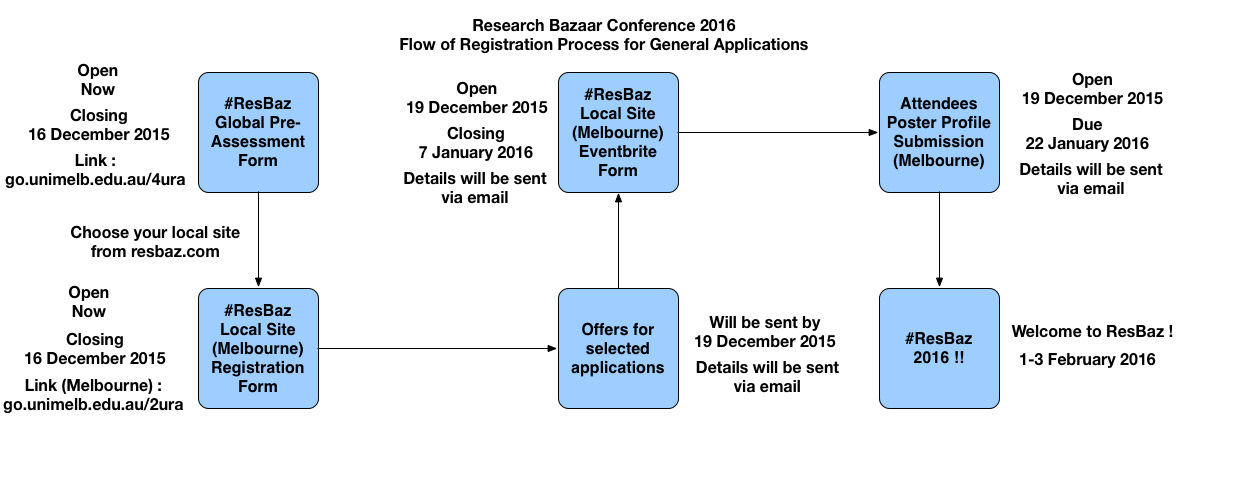 Research Bazaar Conference 2016
Flow of Registration Process for General Applications
Open
Now
Closing
16 December 2015
Link :
go.unimelb.edu.au/4ura
#ResBaz
Global Pre-
Assessment
Form
Choose your local site
from resbaz.com
Open
Now
Closing
16 December 2015
Link (Melbourne) :
go.unimelb.edu.au/2ura
#ResBaz
Local Site
(Melbourne)
Registration
Form
Offers for
selected
applications
Will be sent by
19 December 2015
Details will be sent
via email
Open
19 December 2015
Closing
7 January 2016
Details will be sent
via email
#ResBaz
Local Site
(Melbourne)
Eventbrite
Form
Attendees
Poster Profile
Submission
(Melbourne)
Open
19 December 2015
Due
22 January 2016
Details will be sent
via email
#ResBaz
2016 !!
Welcome to ResBaz !
1-3 February 2016